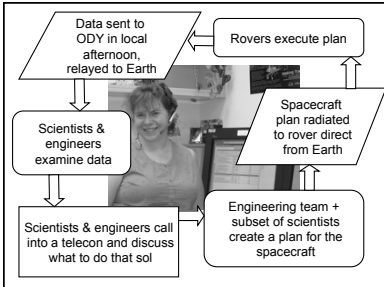 Data sent to
ODY in local
afternoon,
relayed to Earth
Rovers execute plan
Scientists &
engineers
examine data
Spacecraft
plan radiated
to rover direct
from Earth
Scientists & engineers call
into a telecon and discuss
what to do that sol
Engineering team +
subset of scientists
create a plan for the
spacecraft